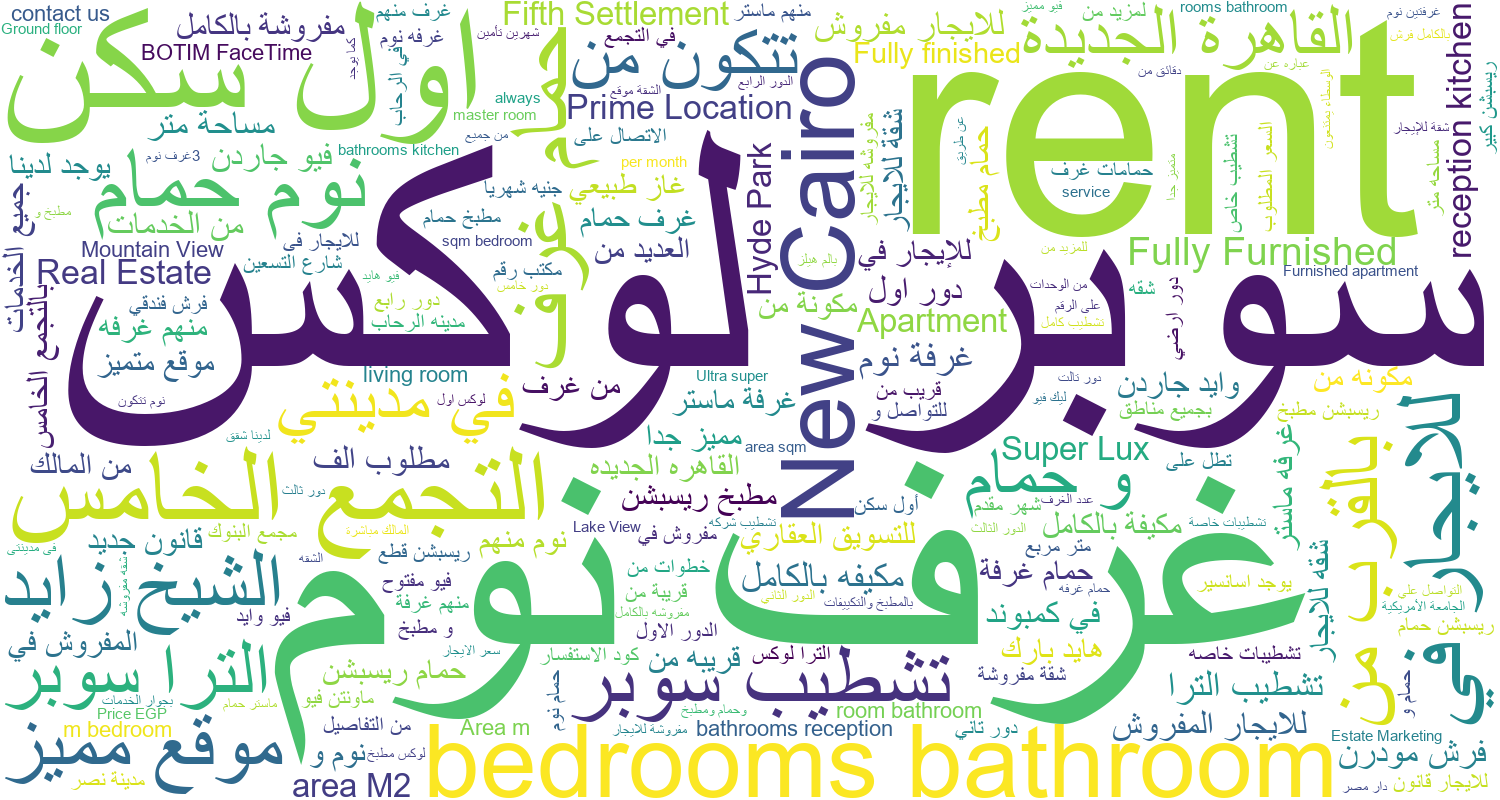 contact us
Ground floor
غرف منهم
مفروشة بالكامل
BOTIM FaceTime
غرفه نوم
شهرين تأمين
Fifth Settlement
منهم ماستر
في التجمع
للايجار مفروش
فيو مميز
لمزيد من
rooms bathroom
غرفتين نوم
القاهرة الجديدة
بالكامل فرش
Fully finished
عباره عن
reception kitchen
ريسبشن كبير
اول سكن
كما يوجد
في الرحاب
تتكون من
الدور الرابع
الشقة موقع
دقائق من
rent
always
master room
Prime Location
مساحة متر
الاتصال على
من جميع
شقة للإيجار
يوجد لدينا
فيو جاردن
bathrooms kitchen
3غرف نوم
per month
Hyde Park
New Cairo
مفروشه للايجار
شقة للايجار
حمام مطبخ
عن طريق
حمامات غرف
service
تشطيب خاص
السعر المطلوب
متميز جدا
مساحه متر
نوم حمام
غاز طبيعي
جنيه شهريا
مطبخ و
من الخدمات
مطبخ حمام
غرف حمام
جميع الخدمات
Mountain View
للايجار فى
sqm bedroom
العديد من
للإيجار في
للمزيد من
Fully Furnished
Real Estate
شارع التسعين
فيو هايد
مكتب رقم
بالم هيلز
Furnished apartment
فرش فندقي
دور خامس
دور اول
من الوحدات
شقه
دور ارضي
حمام غرف
سوبر لوكس
بالتجمع الخامس
منهم غرفه
دور رابع
مدينه الرحاب
مكونة من
Apartment
على الرقم
تشطيب كامل
موقع متميز
غرفة نوم
living room
Ultra super
من غرف
دور تالت
وايد جاردن
مكونه من
نوم تتكون
في مدينتي
لوكس اول
غرفة ماستر
قريب من
للتواصل و
ليك فيو
بجميع مناطق
ريسبشن مطبخ
لدينا شقق
مميز جدا
area sqm
Super Lux
تطل على
غرفه ماستر
بالقرب من
للايجار في
من المالك
مطلوب الف
القاهره الجديده
التجمع الخامس
دور ثالث
مطبخ ريسبشن
أول سكن
و حمام
عدد الغرف
شهر مقدم
قانون جديد
مجمع البنوك
المالك مباشرة
Lake View
تشطيب شركه
مفروش في
للتسويق العقاري
الدور الثالث
مكيفة بالكامل
تشطيبات خاصة
فى مدينتى
ريسبشن قطع
نوم منهم
متر مربع
الشقه
الشيخ زايد
شقه مفروشه
فيو مفتوح
خطوات من
مكيفه بالكامل
حمام غرفة
يوجد اسانسير
شقه للايجار
التواصل علي
غرف نوم
منهم غرفة
قريبة من
الدور الثاني
بالمطبخ والتكييفات
حمام غرفه
الجامعة الأمريكية
فيو وايد
مفروشه بالكامل
في كمبوند
ريسبشن حمام
المفروش في
و مطبخ
الدور الاول
سعر الايجار
الترا لوكس
هايد بارك
تشطيبات خاصه
الترا سوبر
حمام ريسبشن
كود الاستفسار
قريبه من
تشطيب سوبر
شقة مفروشة
تشطيب الترا
بجوار الخدمات
ماستر حمام
ماونتن فيو
حمام نوم
وحمام ومطبخ
room bathroom
حمام و
Price EGP
m bedroom
من التفاصيل
Area m
مفروشة للايجار
bathrooms reception
دور تاني
للايجار المفروش
موقع مميز
Estate Marketing
نوم و
لوكس مطبخ
فرش مودرن
مدينة نصر
area M2
bedrooms bathroom
دار مصر
للايجار قانون